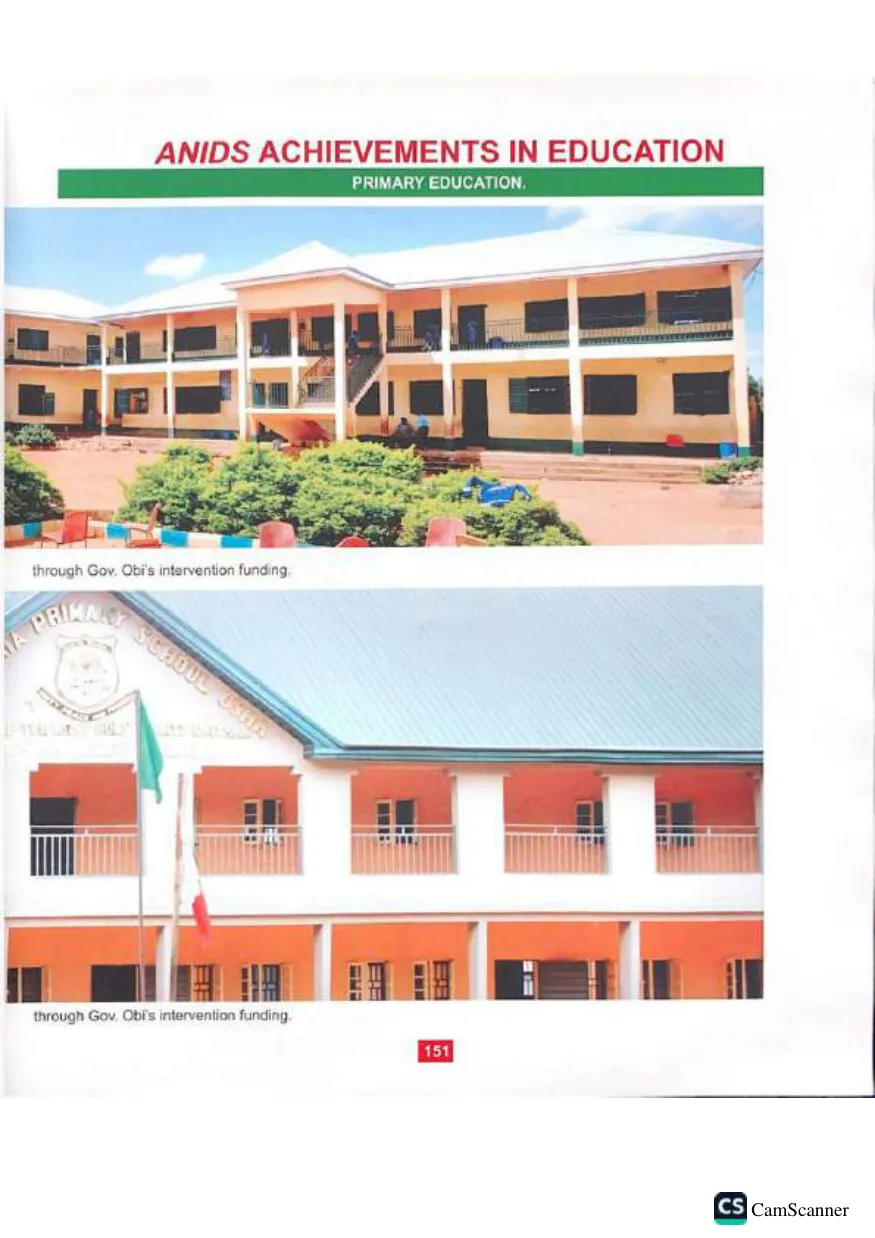 ANIDS ACHIEVEMENTS IN EDUCATION
PRIMARY EDUCATION.
through Gov. Obi's intervention funding.
PRIMARY SCHOOL
through Gov. Obi's intervention funding.
151
CS CamScanner